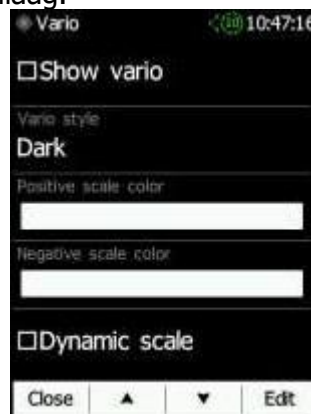 Vario 10:47:16
Show vario
Vario style
Dark
Positive scale color
Negative scale color
Dynamic scale
Close ▲ ▼ Edit